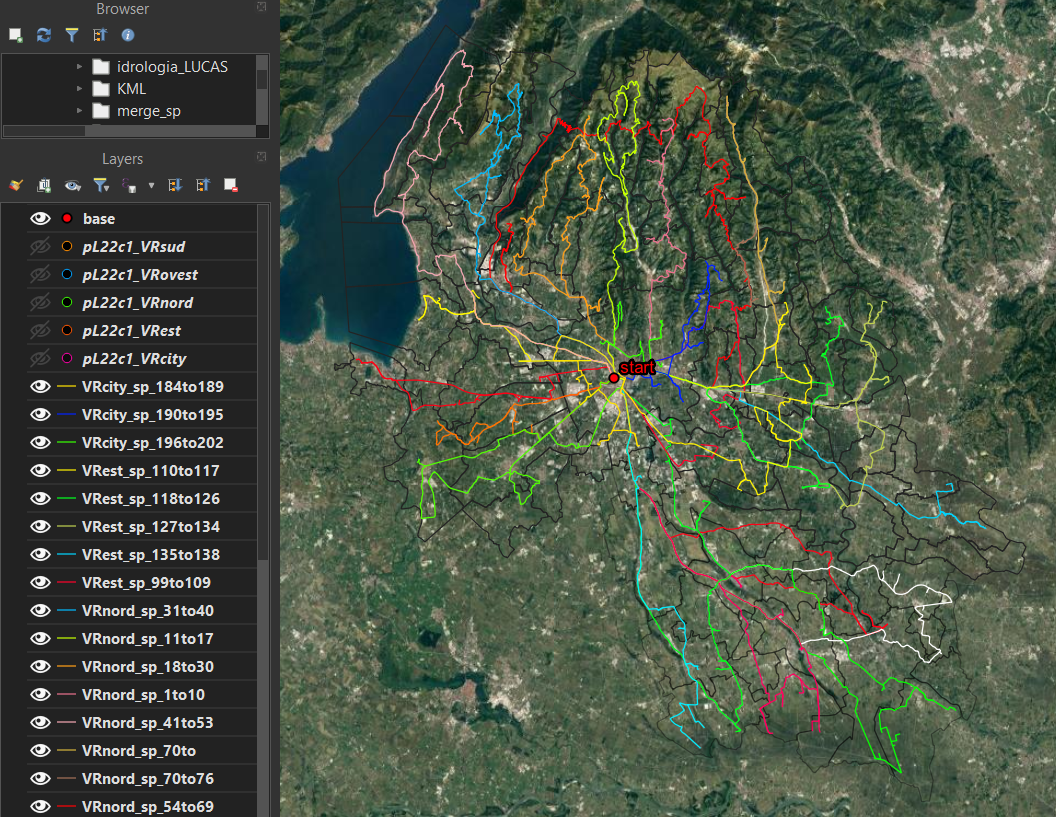 Browser
idrologia_LUCAS
KML
merge_sp
Layers
base
pL22c1_VRsud
pL22c1_VRovest
pL22c1_VRnord
pL22c1_VRest
pL22c1_VRcity
VRcity_sp_184to189
VRcity_sp_190to195
VRcity_sp_196to202
VRest_sp_110to117
VRest_sp_118to126
VRest_sp_127to134
VRest_sp_135to138
VRest_sp_99to109
VRnord_sp_31to40
VRnord_sp_11to17
VRnord_sp_18to30
VRnord_sp_1to10
VRnord_sp_41to53
VRnord_sp_70to
VRnord_sp_70to76
VRnord_sp_54to69
start